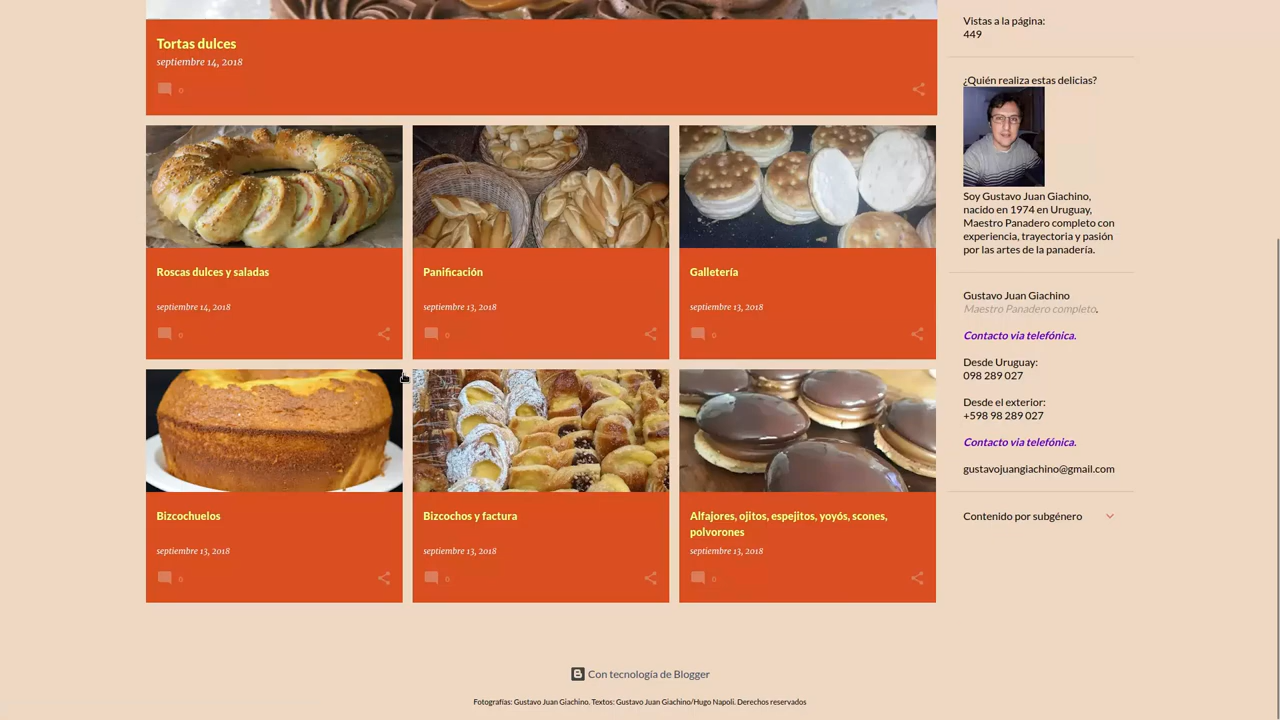 Tortas dulces
septiembre 14, 2018
0
Roscas dulces y saladas
septiembre 14, 2018
0
Panificación
septiembre 13, 2018
0
Galletería
septiembre 13, 2018
0
Bizcochuelos
septiembre 13, 2018
0
Bizcochos y factura
septiembre 13, 2018
0
Alfajores, ojitos, espejitos, yoyós, scones,
polvorones
septiembre 13, 2018
0
Vistas a la página:
449
¿Quién realiza estas delicias?
Soy Gustavo Juan Giachino,
nacido en 1974 en Uruguay,
Maestro Panadero completo con
experiencia, trayectoria y pasión
por las artes de la panadería.
Gustavo Juan Giachino
Maestro Panadero completo.
Contacto via telefónica.
Desde Uruguay:
098 289 027
Desde el exterior:
+598 98 289 027
Contacto via telefónica.
gustavojuangiachino@gmail.com
Contenido por subgénero
Con tecnología de Blogger
Fotografías: Gustavo Juan Giachino. Textos: Gustavo Juan Giachino/Hugo Napoli. Derechos reservados